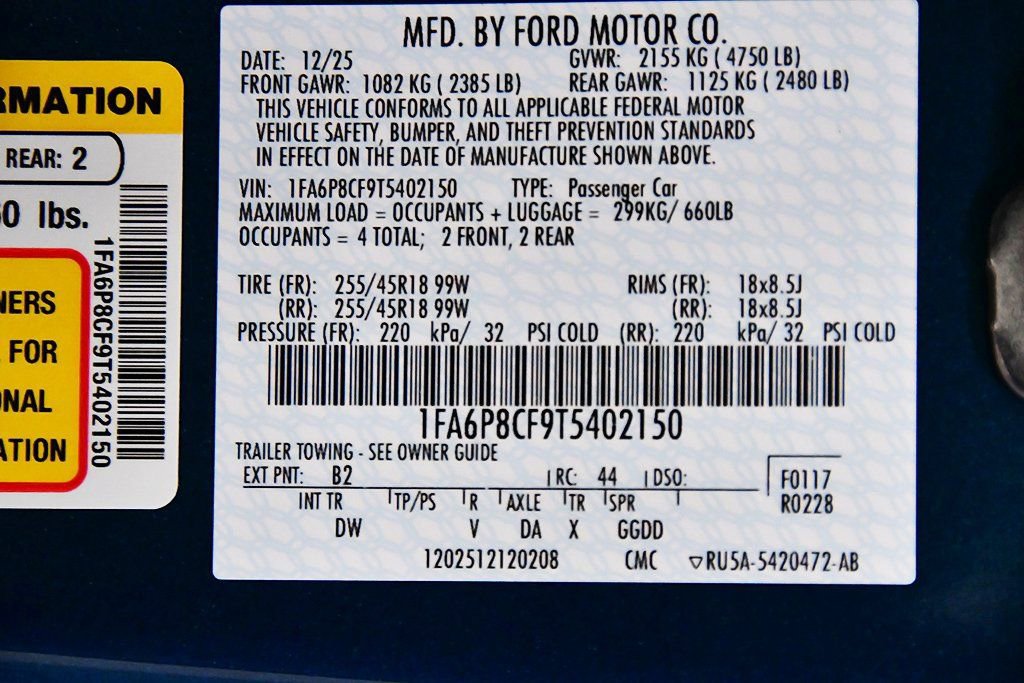 RMATION
REAR: 2
0 lbs.
NERS
FOR
ONAL
ATION
1FA6P8CF9T5402150
MFD. BY FORD MOTOR CO.
DATE: 12/25 GVWR: 2155 KG ( 4750 LB)
FRONT GAWR: 1082 KG ( 2385 LB) REAR GAWR: 1125 KG ( 2480 LB)
THIS VEHICLE CONFORMS TO ALL APPLICABLE FEDERAL MOTOR
VEHICLE SAFETY, BUMPER, AND THEFT PREVENTION STANDARDS
IN EFFECT ON THE DATE OF MANUFACTURE SHOWN ABOVE.
VIN: 1FA6P8CF9T5402150 TYPE: Passenger Car
MAXIMUM LOAD = OCCUPANTS + LUGGAGE = 299KG/ 660LB
OCCUPANTS = 4 TOTAL; 2 FRONT, 2 REAR
TIRE (FR): 255/45R18 99W RIMS (FR): 18x8.5J
(RR): 255/45R18 99W (RR): 18x8.5J
PRESSURE (FR): 220 kPa/ 32 PSI COLD (RR): 220 kPa/ 32 PSI COLD
1FA6P8CF9T5402150
TRAILER TOWING - SEE OWNER GUIDE
EXT PNT: B2 RC: 44 DSO: F0117
INT TR TP/PS R AXLE TR SPR R0228
DW V DA X GGDD
1202512120208 CMC ▽RU5A-5420472-AB